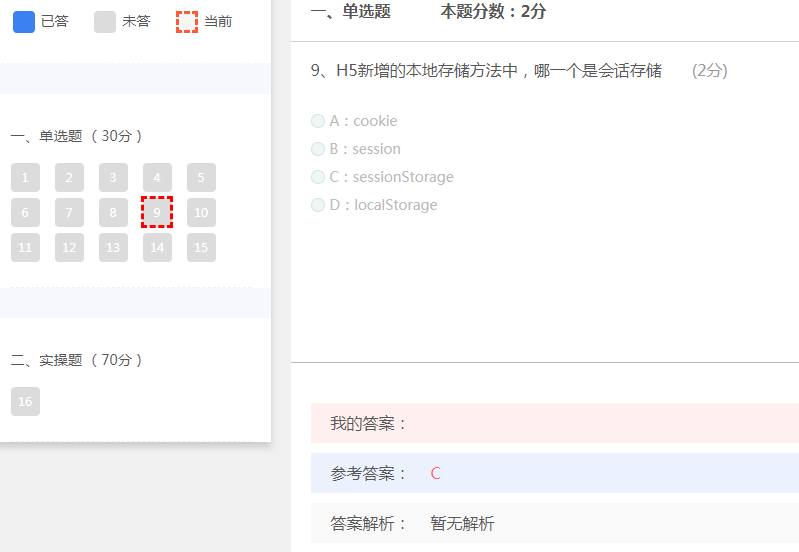 已答 未答 当前
一、单选题 （ 30分 ）
1 2 3 4 5
6 7 8 9 10
11 12 13 14 15
二、实操题 （ 70分 ）
16
一、单选题 本题分数：2分
9、H5新增的本地存储方法中，哪一个是会话存储 (2分)
A：cookie
B：session
C：sessionStorage
D：localStorage
我的答案：
参考答案： C
答案解析： 暂无解析